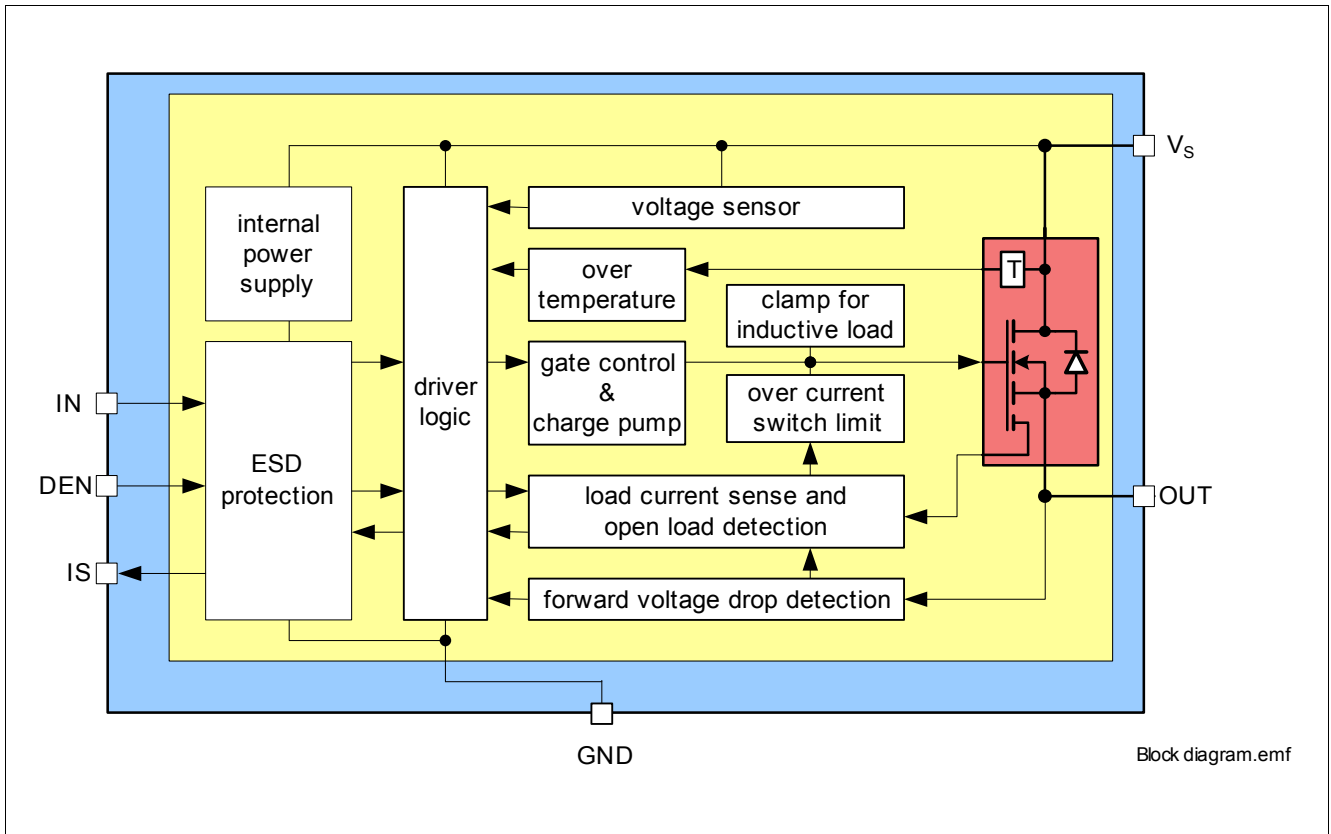 VS
internal
power
supply
voltage sensor
over
temperature
T
clamp for
inductive load
driver
logic
gate control
&
charge pump
over current
switch limit
IN
DEN
IS
ESD
protection
load current sense and
open load detection
OUT
forward voltage drop detection
GND
Block diagram.emf